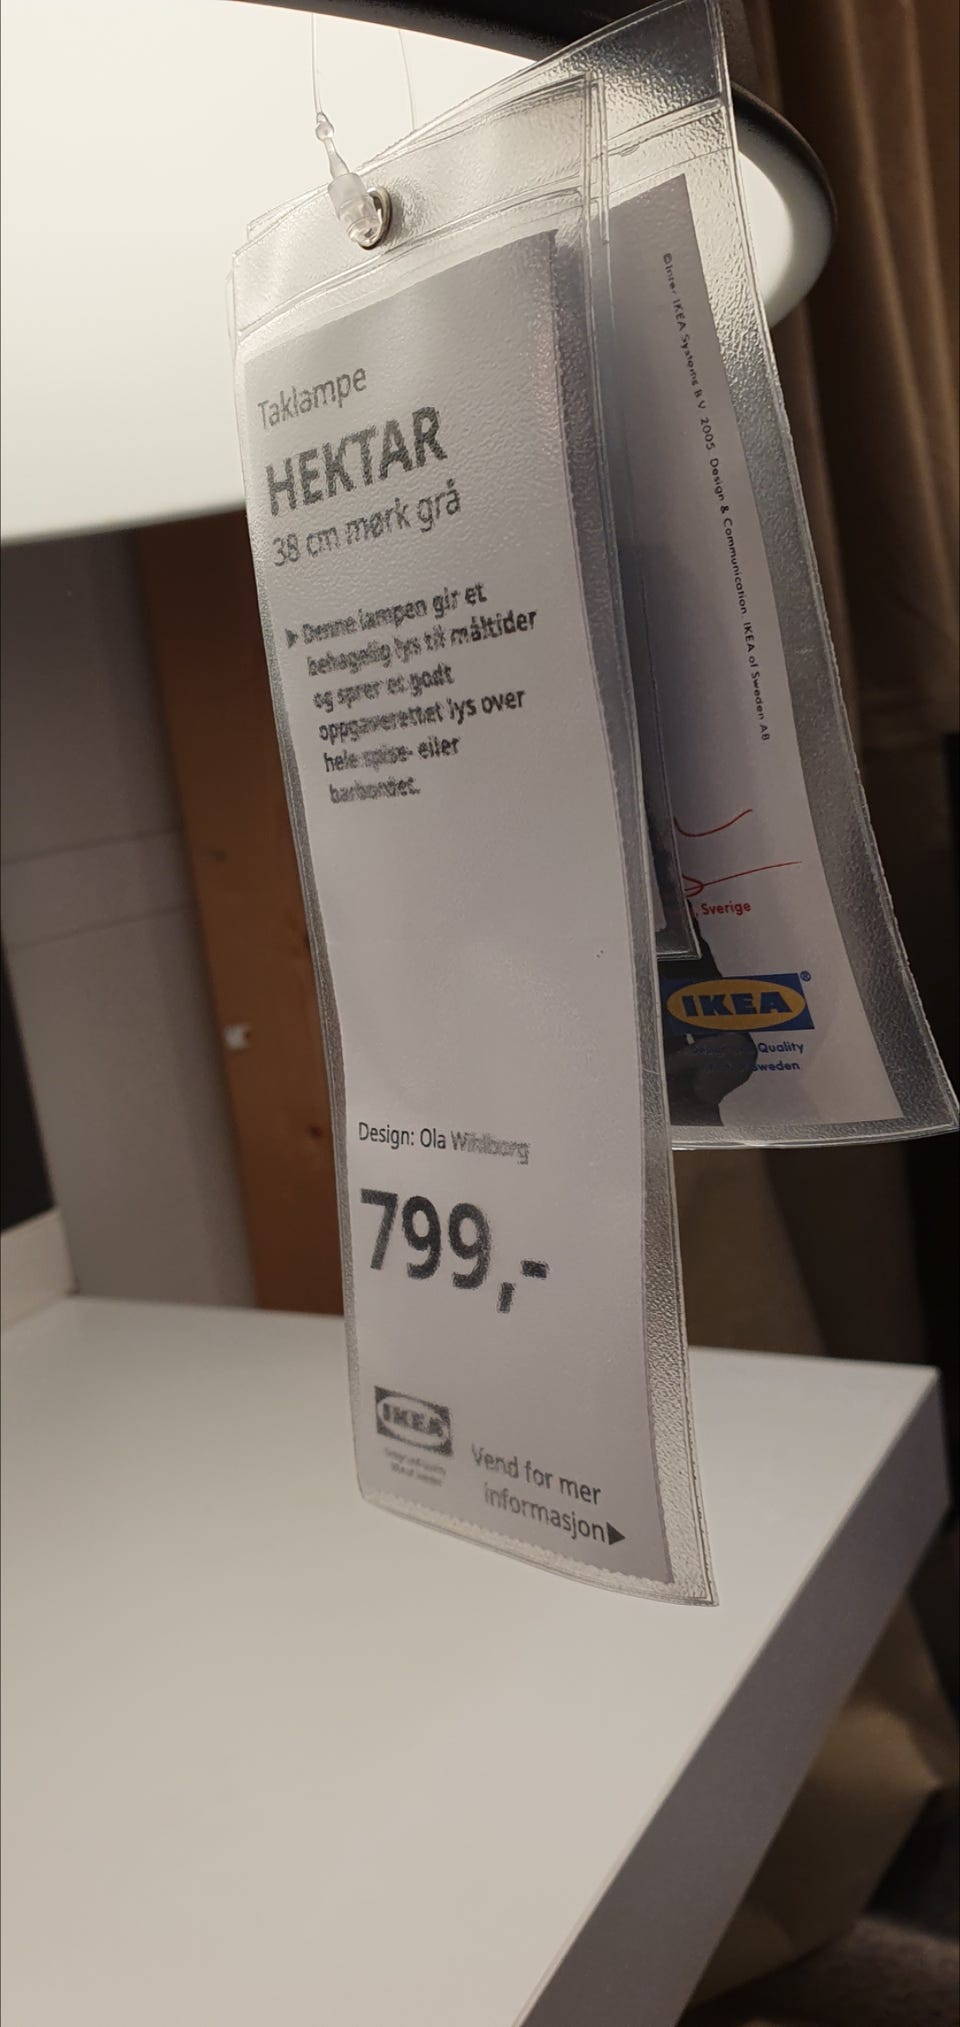 Taklampe
HEKTAR
38 cm mørk grå
▶ Denne lampen gir et
behagelig lys til måltider
og sprer et godt
oppgaverettet lys over
hele spise- eller
barbordet.
Design: Ola Wihlborg
799,-
IKEA
Vend for mer
informasjon▶
©Inter IKEA Systems B.V. 2005 Design & Communication IKEA of Sweden AB
, Sverige
IKEA®
Quality
Sweden